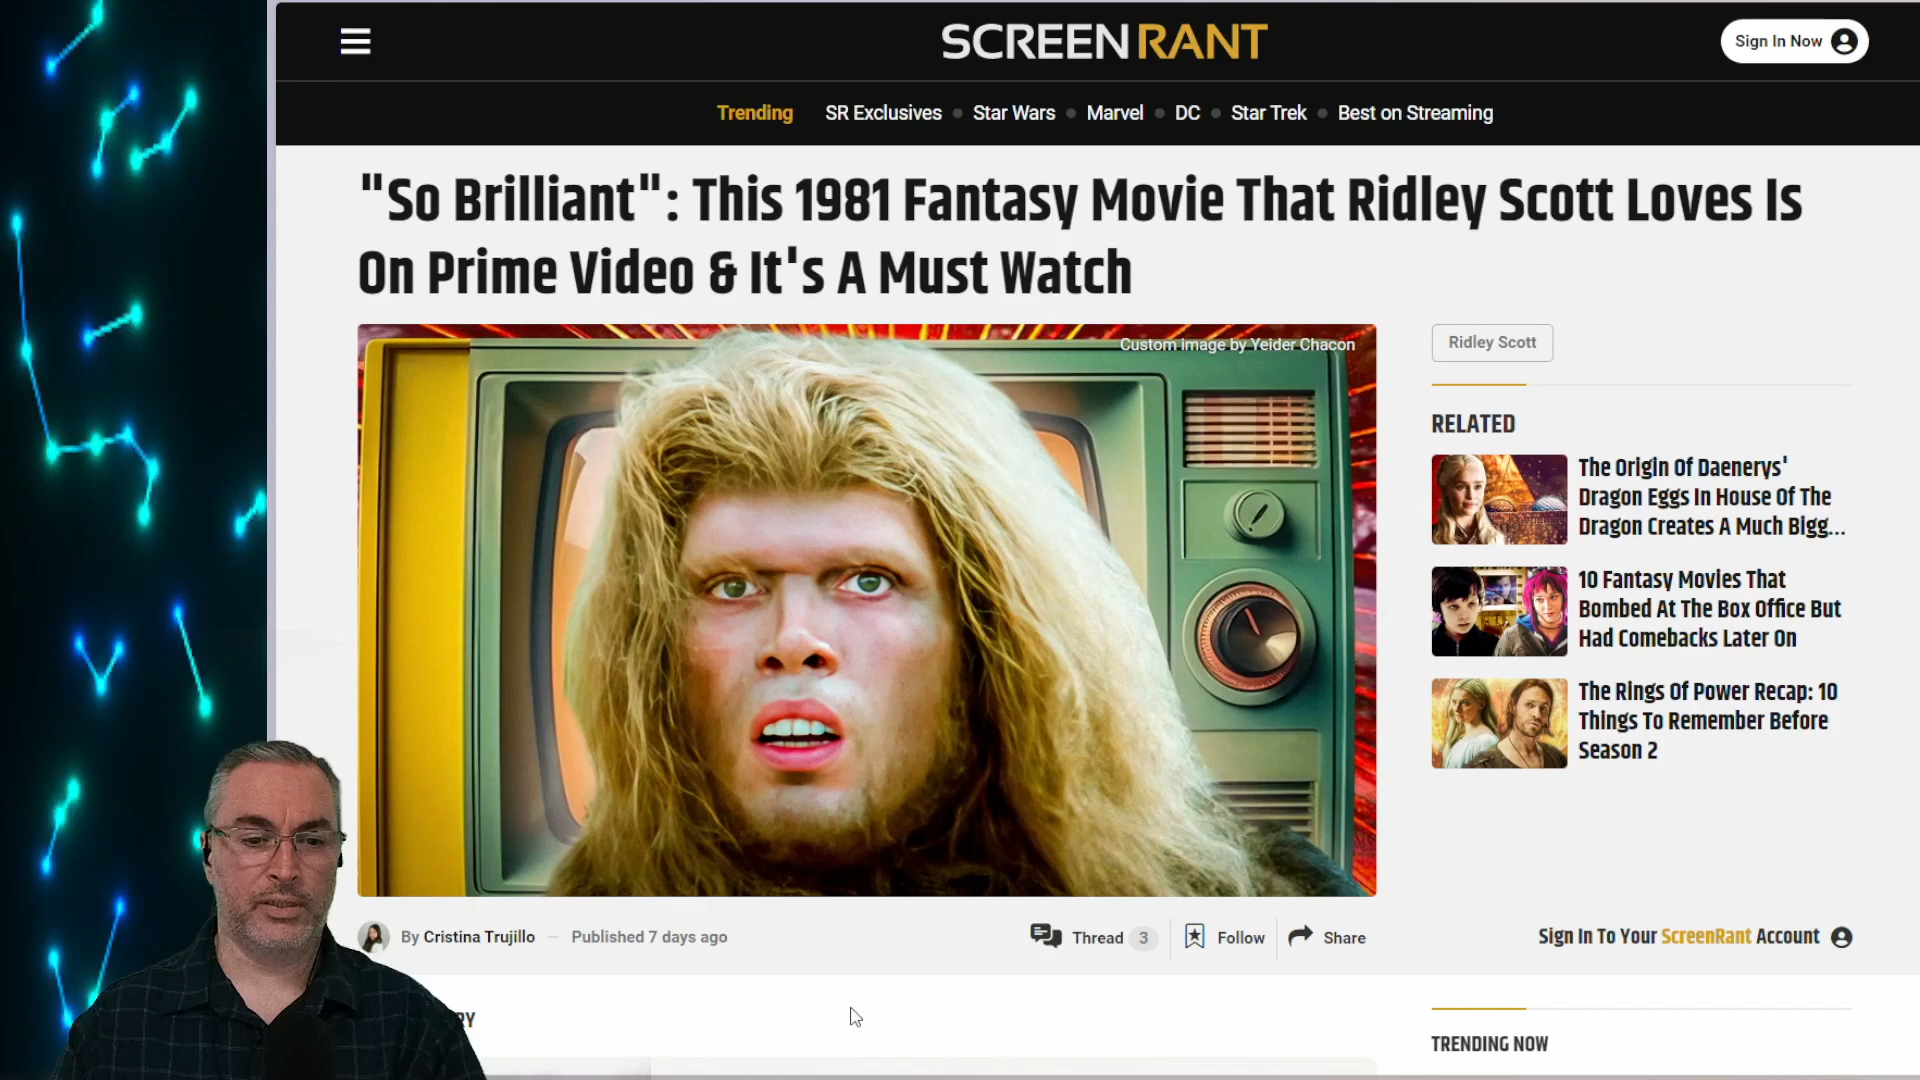 SCREENRANT
Sign In Now
Trending
SR Exclusives
Star Wars
Marvel
DC
Star Trek
Best on Streaming
"So Brilliant": This 1981 Fantasy Movie That Ridley Scott Loves Is
On Prime Video & It's A Must Watch
Custom image by Yeider Chacon
Ridley Scott
RELATED
The Origin Of Daenerys'
Dragon Eggs In House Of The
Dragon Creates A Much Bigg...
10 Fantasy Movies That
Bombed At The Box Office But
Had Comebacks Later On
The Rings Of Power Recap: 10
Things To Remember Before
Season 2
By Cristina Trujillo — Published 7 days ago
Thread 3
Follow
Share
Sign In To Your ScreenRant Account
RY
TRENDING NOW